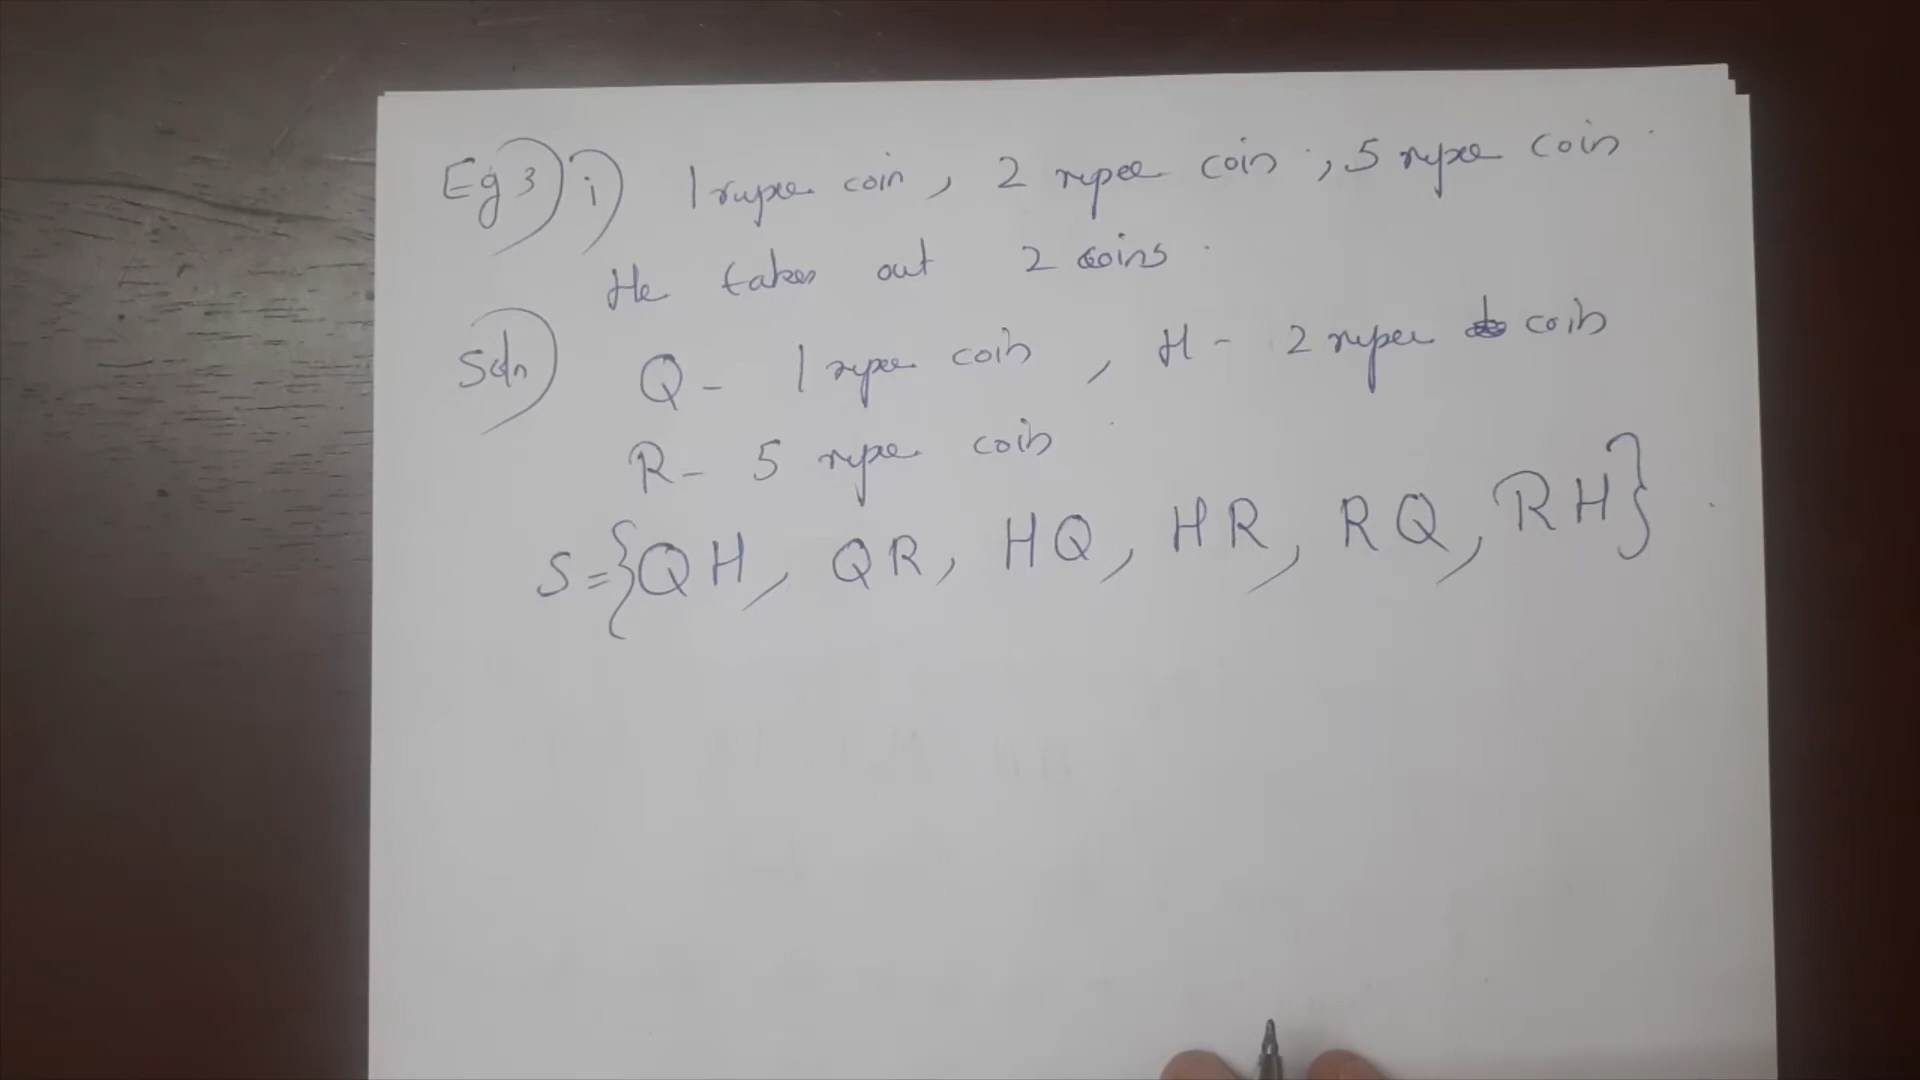 Eg 3) i) 1 rupee coin, 2 rupee coin, 5 rupee coin.
He takes out 2 coins.
Soln) Q - 1 rupee coin, H - 2 rupee coin
R - 5 rupee coin.
S = {QH, QR, HQ, HR, RQ, RH}.